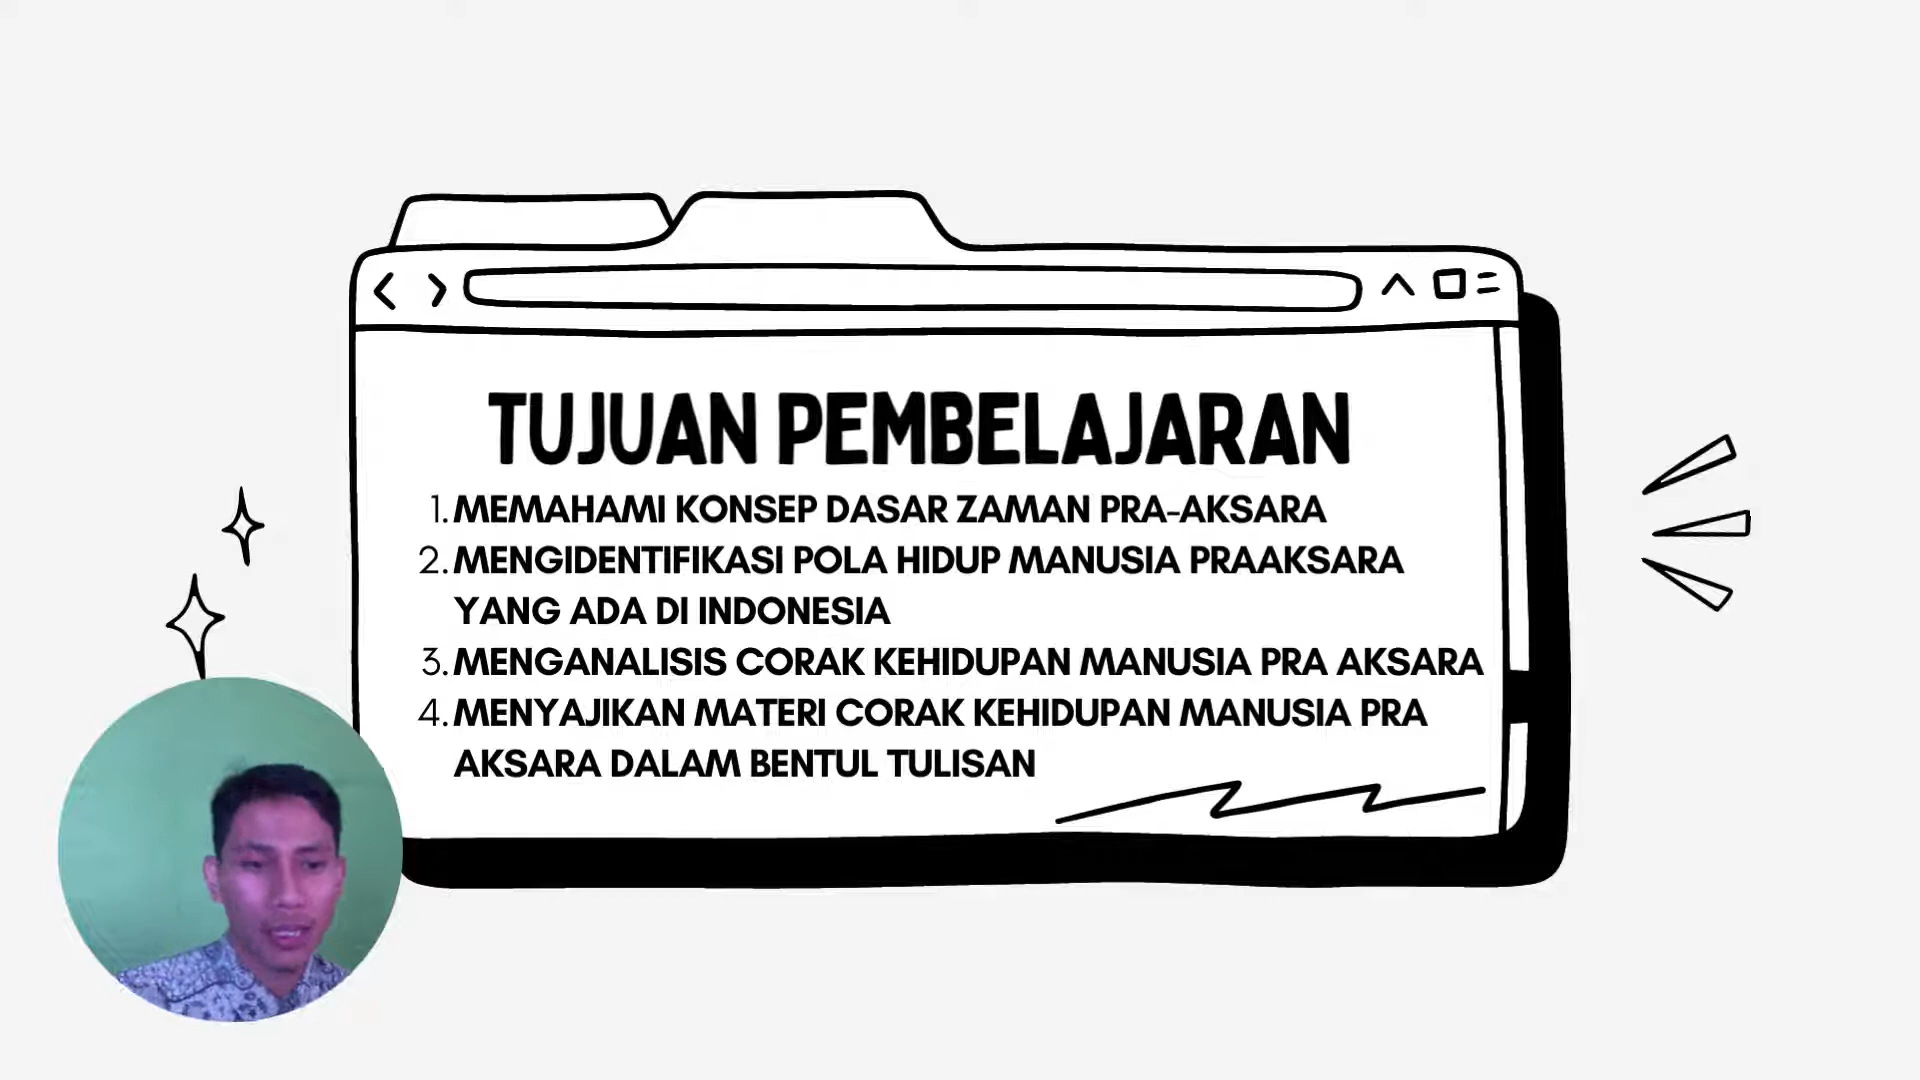 TUJUAN PEMBELAJARAN
1. MEMAHAMI KONSEP DASAR ZAMAN PRA-AKSARA
2. MENGIDENTIFIKASI POLA HIDUP MANUSIA PRAAKSARA
YANG ADA DI INDONESIA
3. MENGANALISIS CORAK KEHIDUPAN MANUSIA PRA AKSARA
4. MENYAJIKAN MATERI CORAK KEHIDUPAN MANUSIA PRA
AKSARA DALAM BENTUL TULISAN